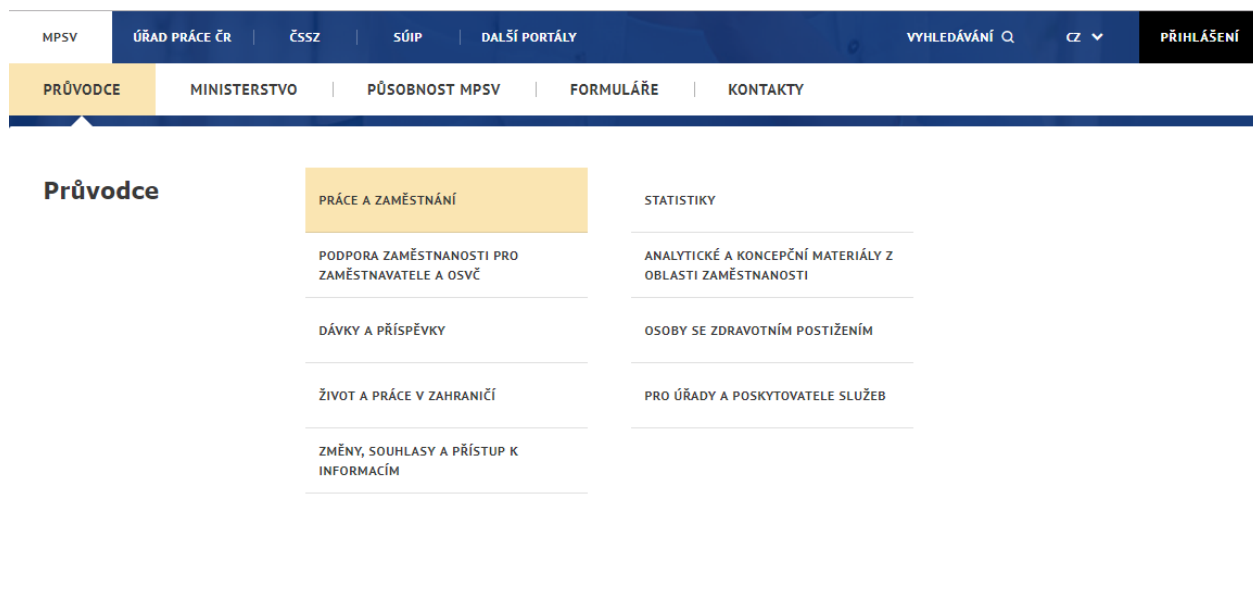 MPSV ÚŘAD PRÁCE ČR ČSSZ SÚIP DALŠÍ PORTÁLY VYHLEDÁVÁNÍ CZ PŘIHLÁŠENÍ
PRŮVODCE MINISTERSTVO PŮSOBNOST MPSV FORMULÁŘE KONTAKTY
Průvodce
PRÁCE A ZAMĚSTNÁNÍ
PODPORA ZAMĚSTNANOSTI PRO
ZAMĚSTNAVATELE A OSVČ
DÁVKY A PŘÍSPĚVKY
ŽIVOT A PRÁCE V ZAHRANIČÍ
ZMĚNY, SOUHLASY A PŘÍSTUP K
INFORMACÍM
STATISTIKY
ANALYTICKÉ A KONCEPČNÍ MATERIÁLY Z
OBLASTI ZAMĚSTNANOSTI
OSOBY SE ZDRAVOTNÍM POSTIŽENÍM
PRO ÚŘADY A POSKYTOVATELE SLUŽEB